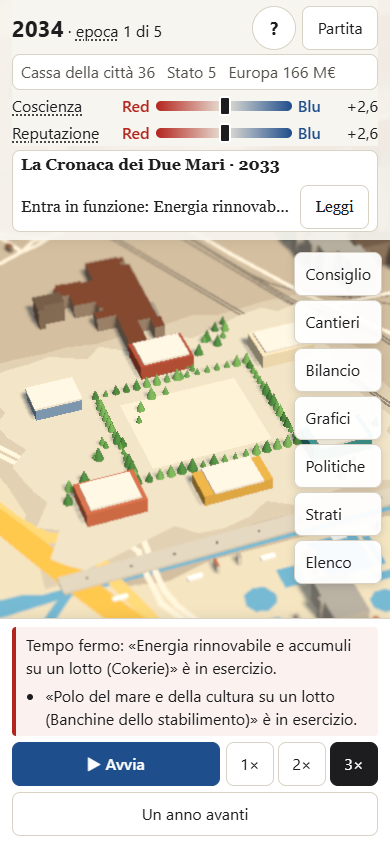 2034 · epoca 1 di 5
?
Partita
Cassa della città 36 Stato 5 Europa 166 M€
Coscienza Red Blu +2,6
Reputazione Red Blu +2,6
La Cronaca dei Due Mari · 2033
Entra in funzione: Energia rinnovab...
Leggi
Consiglio
Cantieri
Bilancio
Grafici
Politiche
Strati
Elenco
Tempo fermo: «Energia rinnovabile e accumuli
su un lotto (Cokerie)» è in esercizio.
• «Polo del mare e della cultura su un lotto
(Banchine dello stabilimento)» è in esercizio.
▶ Avvia
1×
2×
3×
Un anno avanti